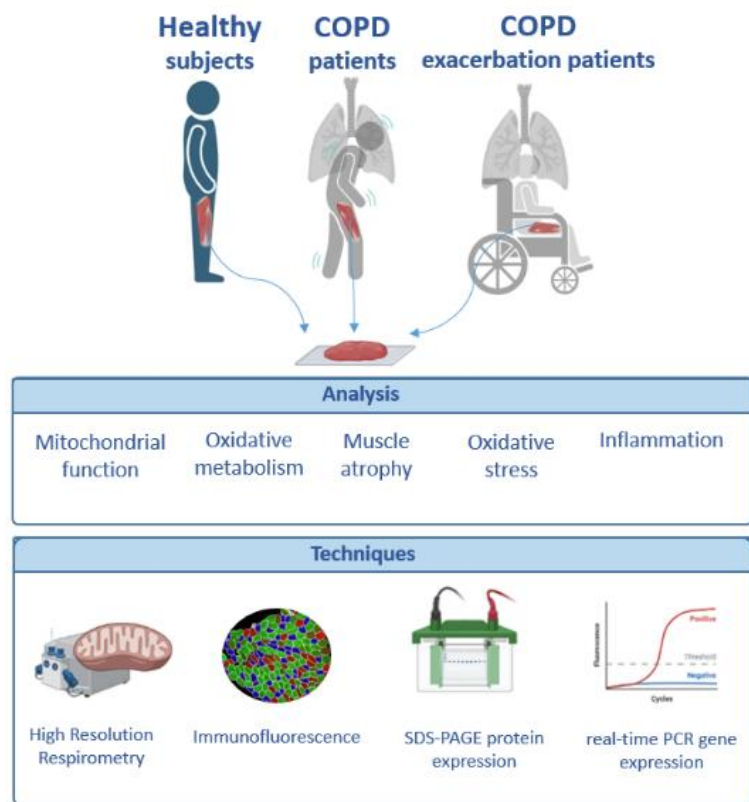 Healthy
subjects
COPD
patients
COPD
exacerbation patients
Analysis
Mitochondrial
function
Oxidative
metabolism
Muscle
atrophy
Oxidative
stress
Inflammation
Techniques
High Resolution
Respirometry
Immunofluorescence
SDS-PAGE protein
expression
Fluorescence
Positive
Threshold
Negative
Cycles
real-time PCR gene
expression